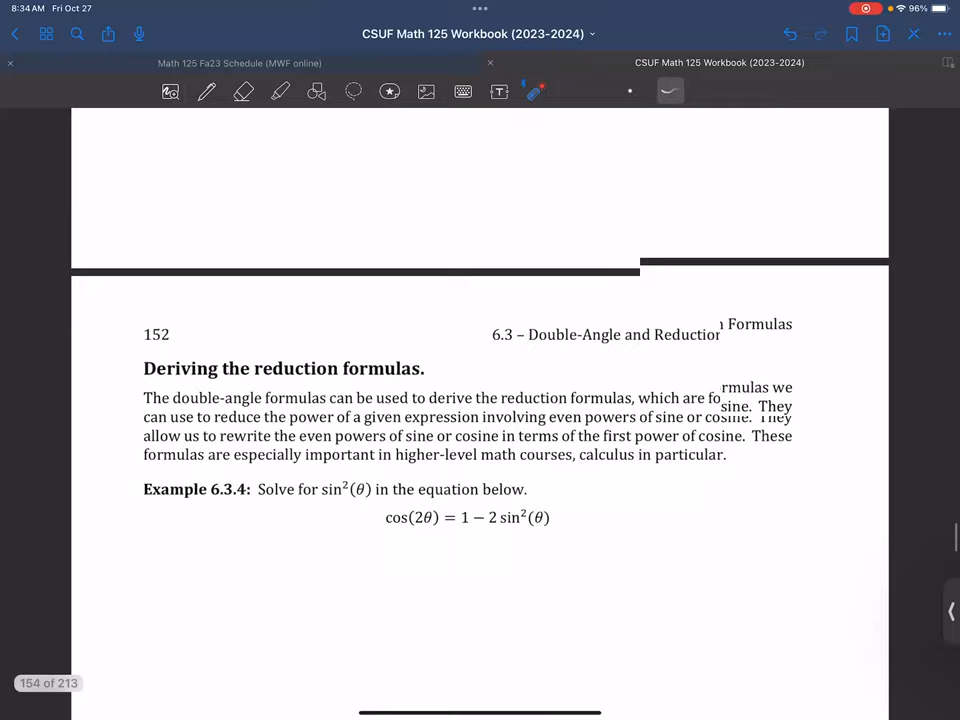 8:34 AM Fri Oct 27
96%
CSUF Math 125 Workbook (2023-2024)
Math 125 Fa23 Schedule (MWF online)
CSUF Math 125 Workbook (2023-2024)
152 6.3 – Double-Angle and Reduction Formulas
Deriving the reduction formulas.
The double-angle formulas can be used to derive the reduction formulas, which are formulas we
can use to reduce the power of a given expression involving even powers of sine or cosine. They
allow us to rewrite the even powers of sine or cosine in terms of the first power of cosine. These
formulas are especially important in higher-level math courses, calculus in particular.
Example 6.3.4: Solve for sin²(θ) in the equation below.
cos(2θ) = 1 − 2 sin²(θ)
154 of 213